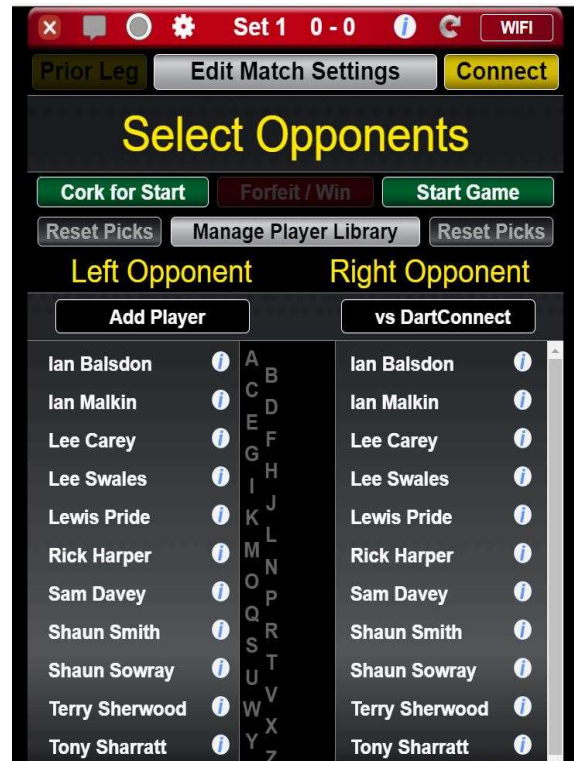 Set 1 0 - 0 i WIFI
Prior Leg Edit Match Settings Connect
Select Opponents
Cork for Start Forfeit / Win Start Game
Reset Picks Manage Player Library Reset Picks
Left Opponent Right Opponent
Add Player vs DartConnect
Ian Balsdon i A B Ian Balsdon i
Ian Malkin i C D Ian Malkin i
Lee Carey i E F G Lee Carey i
Lee Swales i H I Lee Swales i
Lewis Pride i J K L Lewis Pride i
Rick Harper i M N Rick Harper i
Sam Davey i O P Sam Davey i
Shaun Smith i Q R S Shaun Smith i
Shaun Sowray i T U Shaun Sowray i
Terry Sherwood i V W X Terry Sherwood i
Tony Sharratt i Y Z Tony Sharratt i